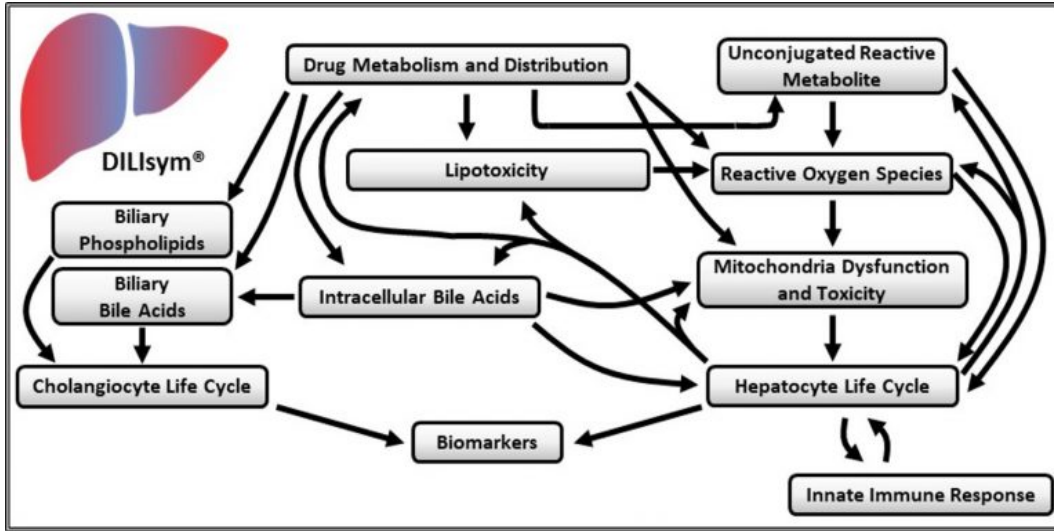 Drug Metabolism and Distribution
Unconjugated Reactive
Metabolite
DILIsym®
Lipotoxicity
Reactive Oxygen Species
Biliary
Phospholipids
Biliary
Bile Acids
Intracellular Bile Acids
Mitochondria Dysfunction
and Toxicity
Cholangiocyte Life Cycle
Hepatocyte Life Cycle
Biomarkers
Innate Immune Response